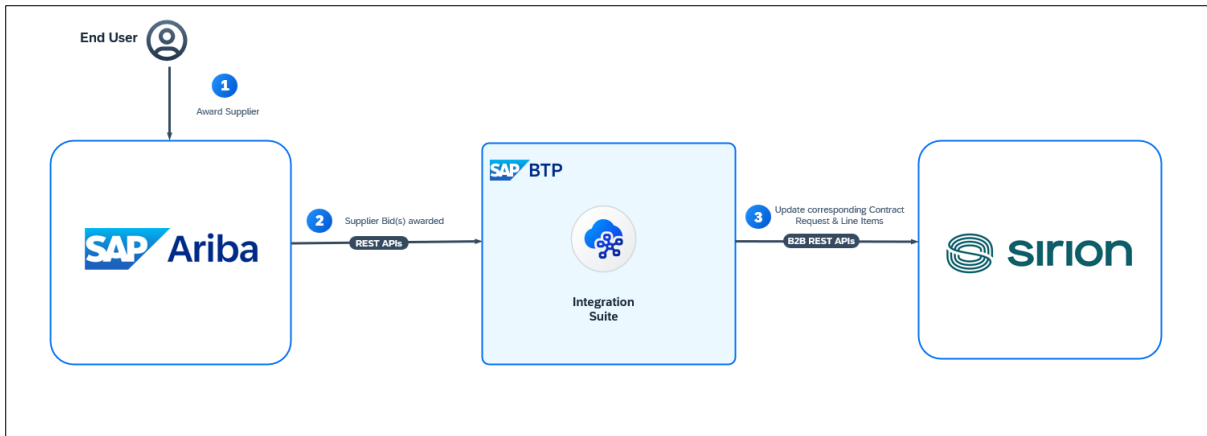 End User
1
Award Supplier
SAP Ariba
2
Supplier Bid(s) awarded
REST APIs
SAP BTP
Integration
Suite
3
Update corresponding Contract
Request & Line Items
B2B REST APIs
sirion